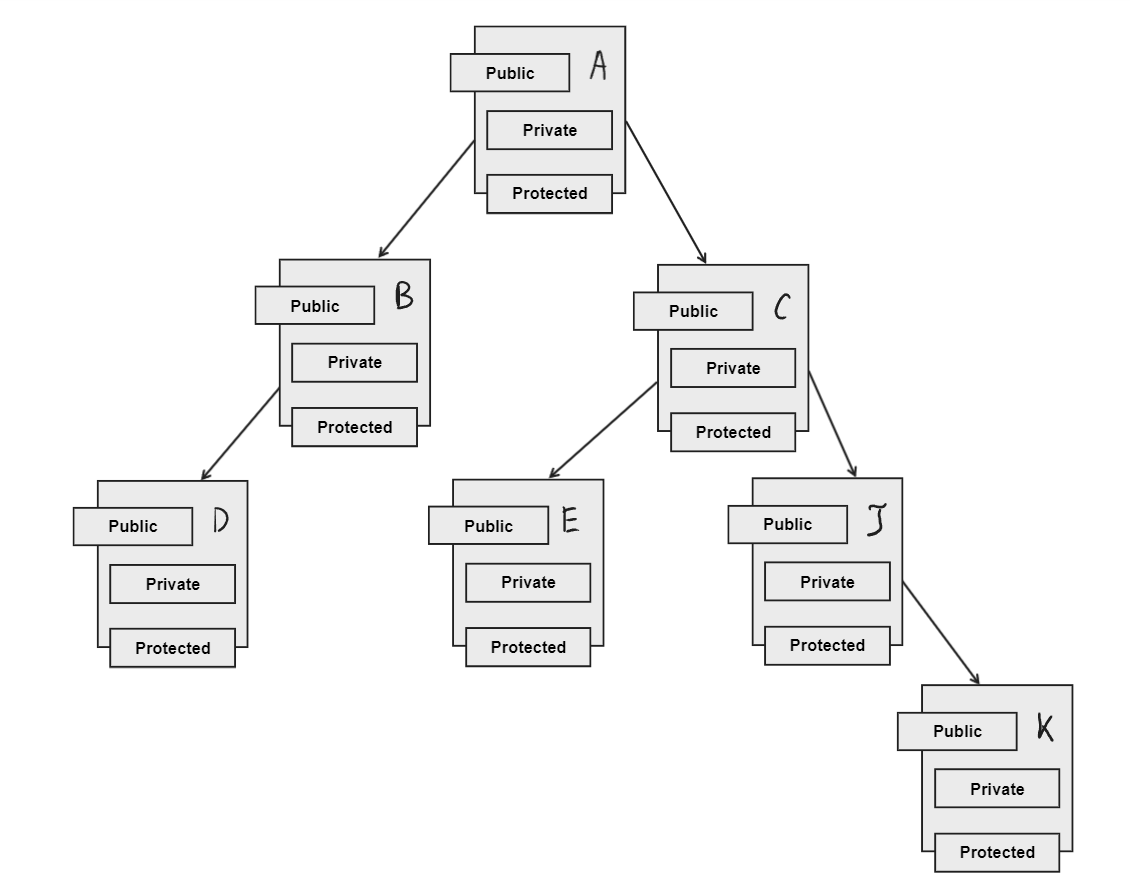 Public A
Private
Protected
Public B
Private
Protected
Public C
Private
Protected
Public D
Private
Protected
Public E
Private
Protected
Public J
Private
Protected
Public K
Private
Protected